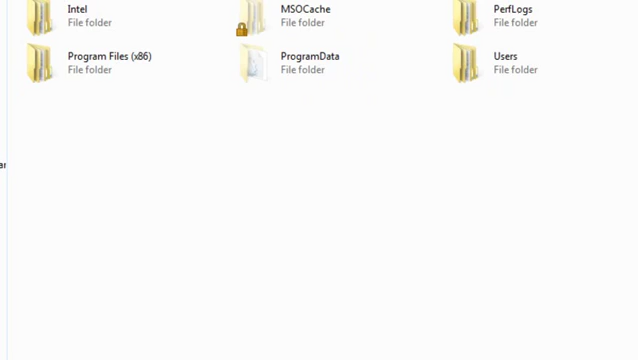 Intel
File folder
MSOCache
File folder
PerfLogs
File folder
Program Files (x86)
File folder
ProgramData
File folder
Users
File folder